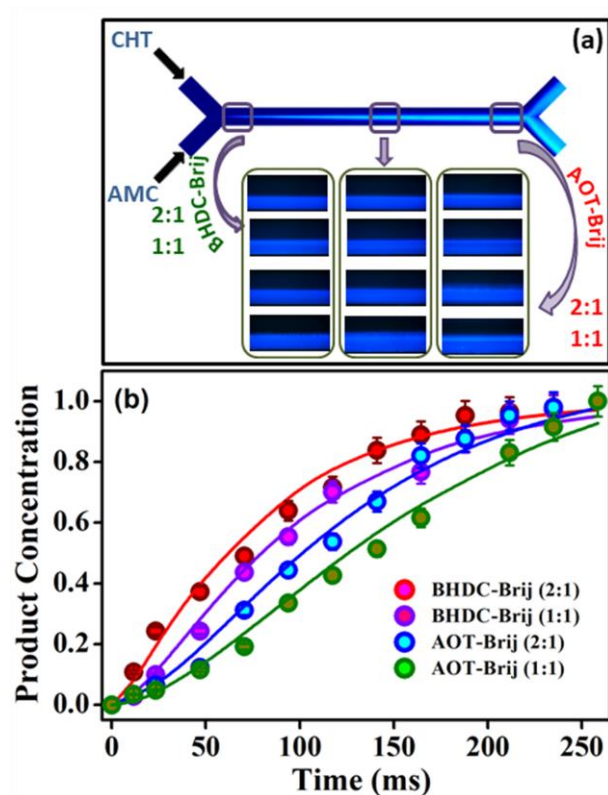 (a)
CHT
AMC
BHDC-Brij
2:1
1:1
AOT-Brij
2:1
1:1
(b)
Product Concentration
1.0
0.8
0.6
0.4
0.2
0.0
BHDC-Brij (2:1)
BHDC-Brij (1:1)
AOT-Brij (2:1)
AOT-Brij (1:1)
0 50 100 150 200 250
Time (ms)